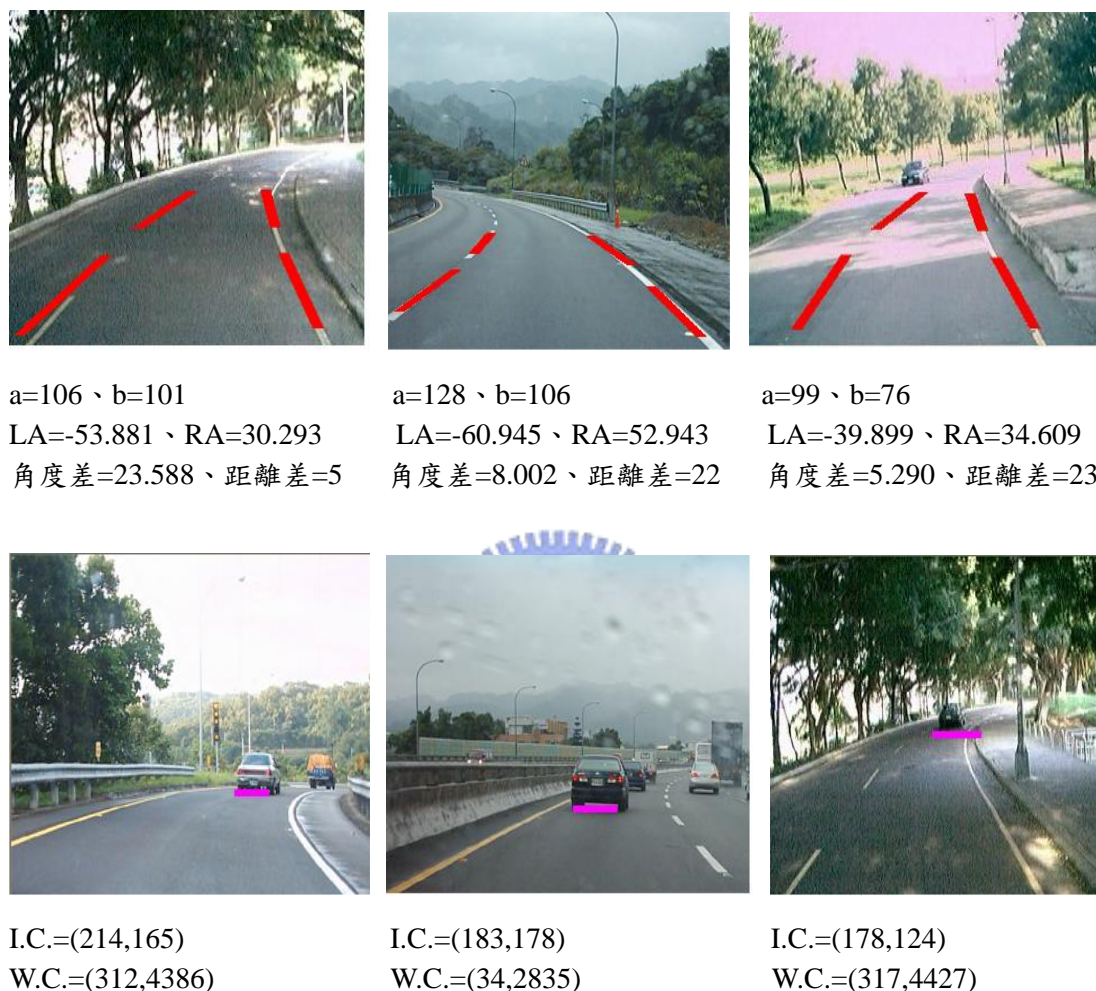 a=106、b=101
a=128、b=106
a=99、b=76
LA=-53.881、RA=30.293
LA=-60.945、RA=52.943
LA=-39.899、RA=34.609
角度差=23.588、距離差=5
角度差=8.002、距離差=22
角度差=5.290、距離差=23
I.C.=(214,165)
I.C.=(183,178)
I.C.=(178,124)
W.C.=(312,4386)
W.C.=(34,2835)
W.C.=(317,4427)